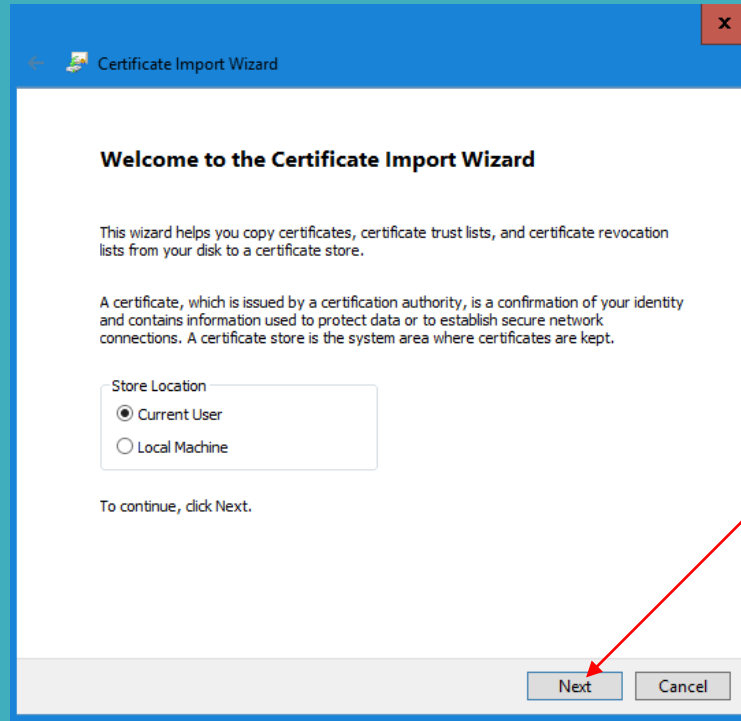 x
Certificate Import Wizard
Welcome to the Certificate Import Wizard
This wizard helps you copy certificates, certificate trust lists, and certificate revocation
lists from your disk to a certificate store.
A certificate, which is issued by a certification authority, is a confirmation of your identity
and contains information used to protect data or to establish secure network
connections. A certificate store is the system area where certificates are kept.
Store Location
Current User
Local Machine
To continue, click Next.
Next Cancel